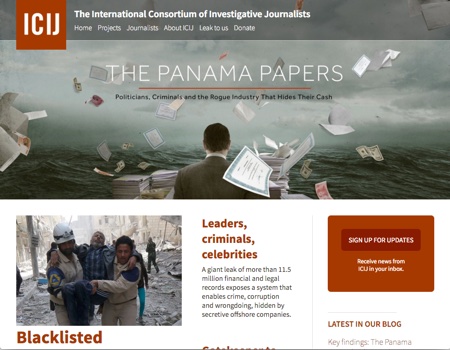 ICIJ
The International Consortium of Investigative Journalists
Home Projects Journalists About ICIJ Leak to us Donate
THE PANAMA PAPERS
Politicians, Criminals and the Rogue Industry That Hides Their Cash
Leaders,
criminals,
celebrities
A giant leak of more than 11.5
million financial and legal
records exposes a system that
enables crime, corruption
and wrongdoing, hidden by
secretive offshore companies.
SIGN UP FOR UPDATES
Receive news from
ICIJ in your inbox.
Blacklisted
LATEST IN OUR BLOG
Key findings: The Panama